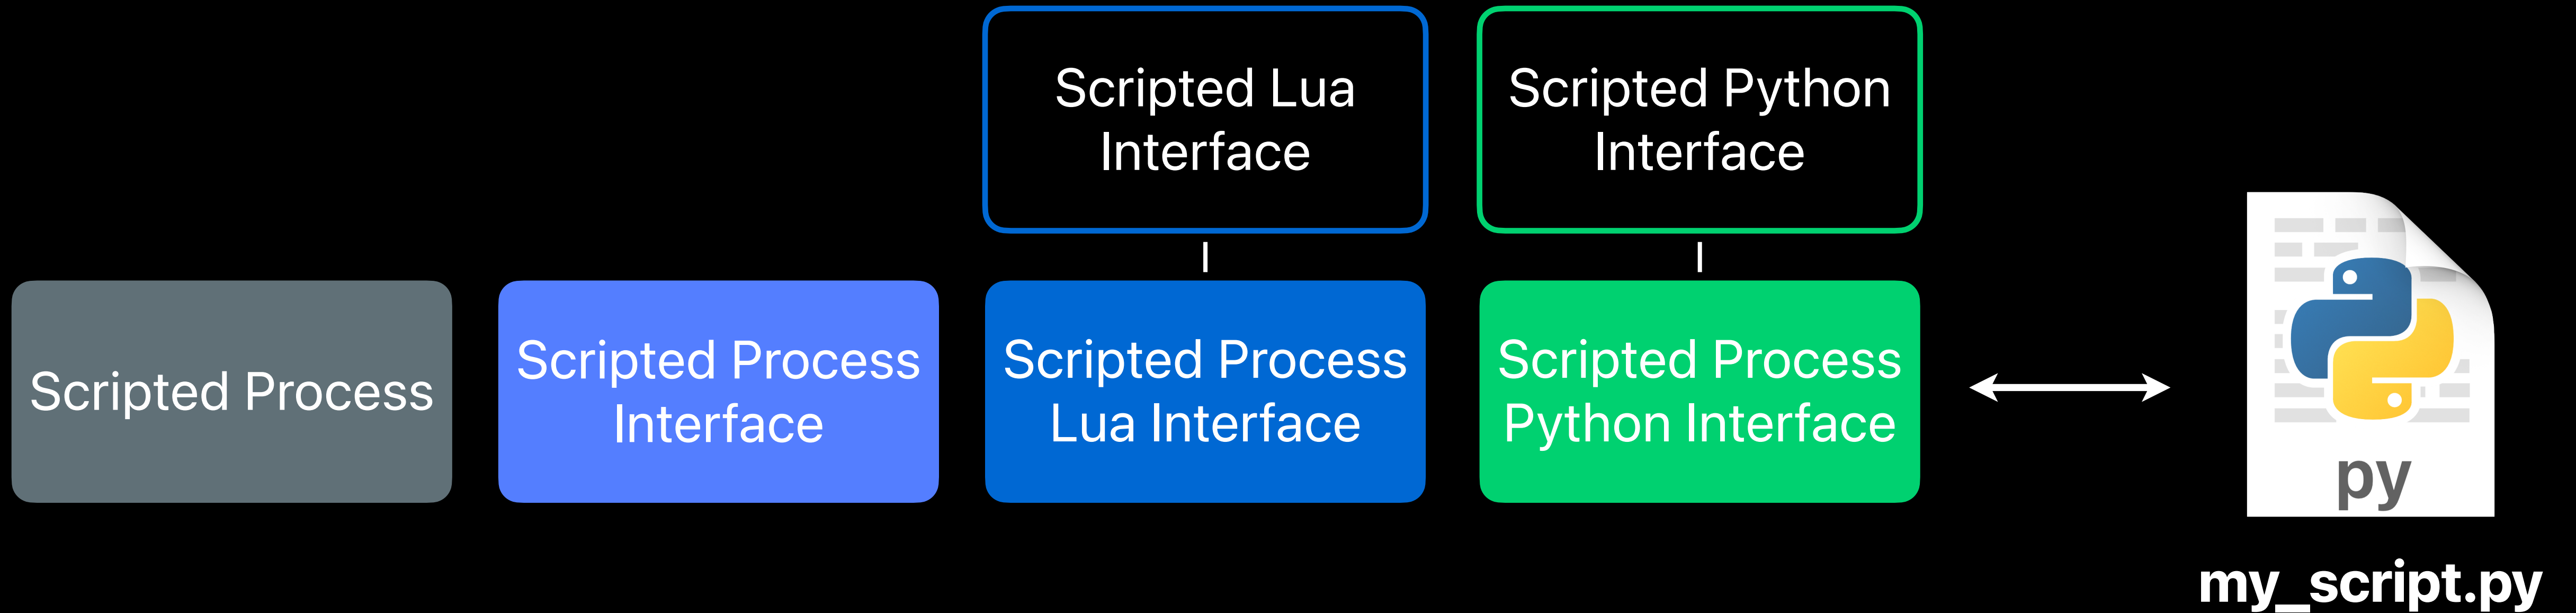 Scripted Lua
Interface
Scripted Python
Interface
Scripted Process
Scripted Process
Interface
Scripted Process
Lua Interface
Scripted Process
Python Interface
py
my_script.py